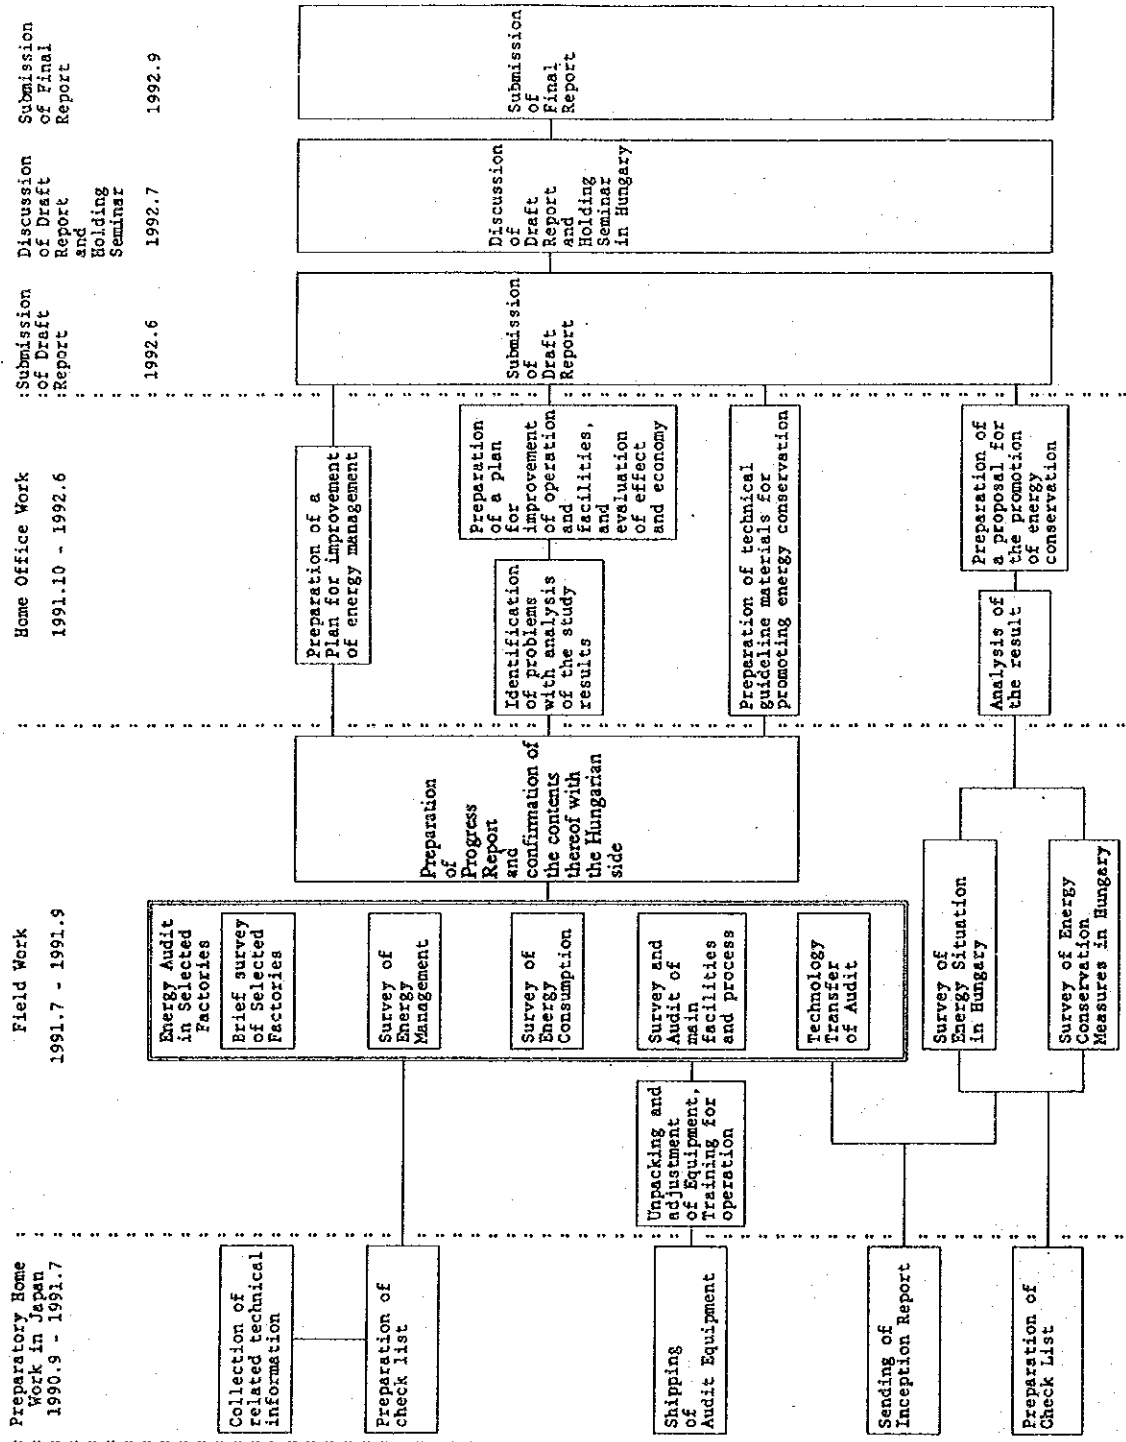 Preparatory Home
Work in Japan
1990.9 - 1991.7
Field Work
1991.7 - 1991.9
Home Office Work
1991.10 - 1992.6
Submission
of Draft
Report
1992.6
Discussion
of Draft
Report
and
Holding
Seminar
1992.7
Submission
of Final
Report
1992.9
Collection of
related technical
information
Preparation of
check list
Shipping
of
Audit Equipment
Sending of
Inception Report
Preparation of
Check List
Unpacking and
adjustment
of Equipment,
Training for
operation
Energy Audit
in Selected
Factories
Brief survey
of Selected
Factories
Survey of
Energy
Management
Survey of
Energy
Consumption
Survey and
Audit of
main
facilities
and process
Technology
Transfer
of Audit
Survey of
Energy Situation
in Hungary
Survey of Energy
Conservation
Measures in Hungary
Preparation
of
Progress
Report
and
confirmation of
the contents
thereof with
the Hungarian
side
Preparation of a
Plan for improvement
of energy management
Identification
of problems
with analysis
of the study
results
Preparation
of a plan
for
improvement
of operation
and
facilities,
and
evaluation
of effect
and economy
Preparation of technical
guideline materials for
promoting energy conservation
Analysis of
the result
Preparation of
a proposal for
the promotion
of energy
conservation
Submission
of
Draft
Report
Discussion
of
Draft
Report
and
Holding
Seminar
in Hungary
Submission
of
Final
Report